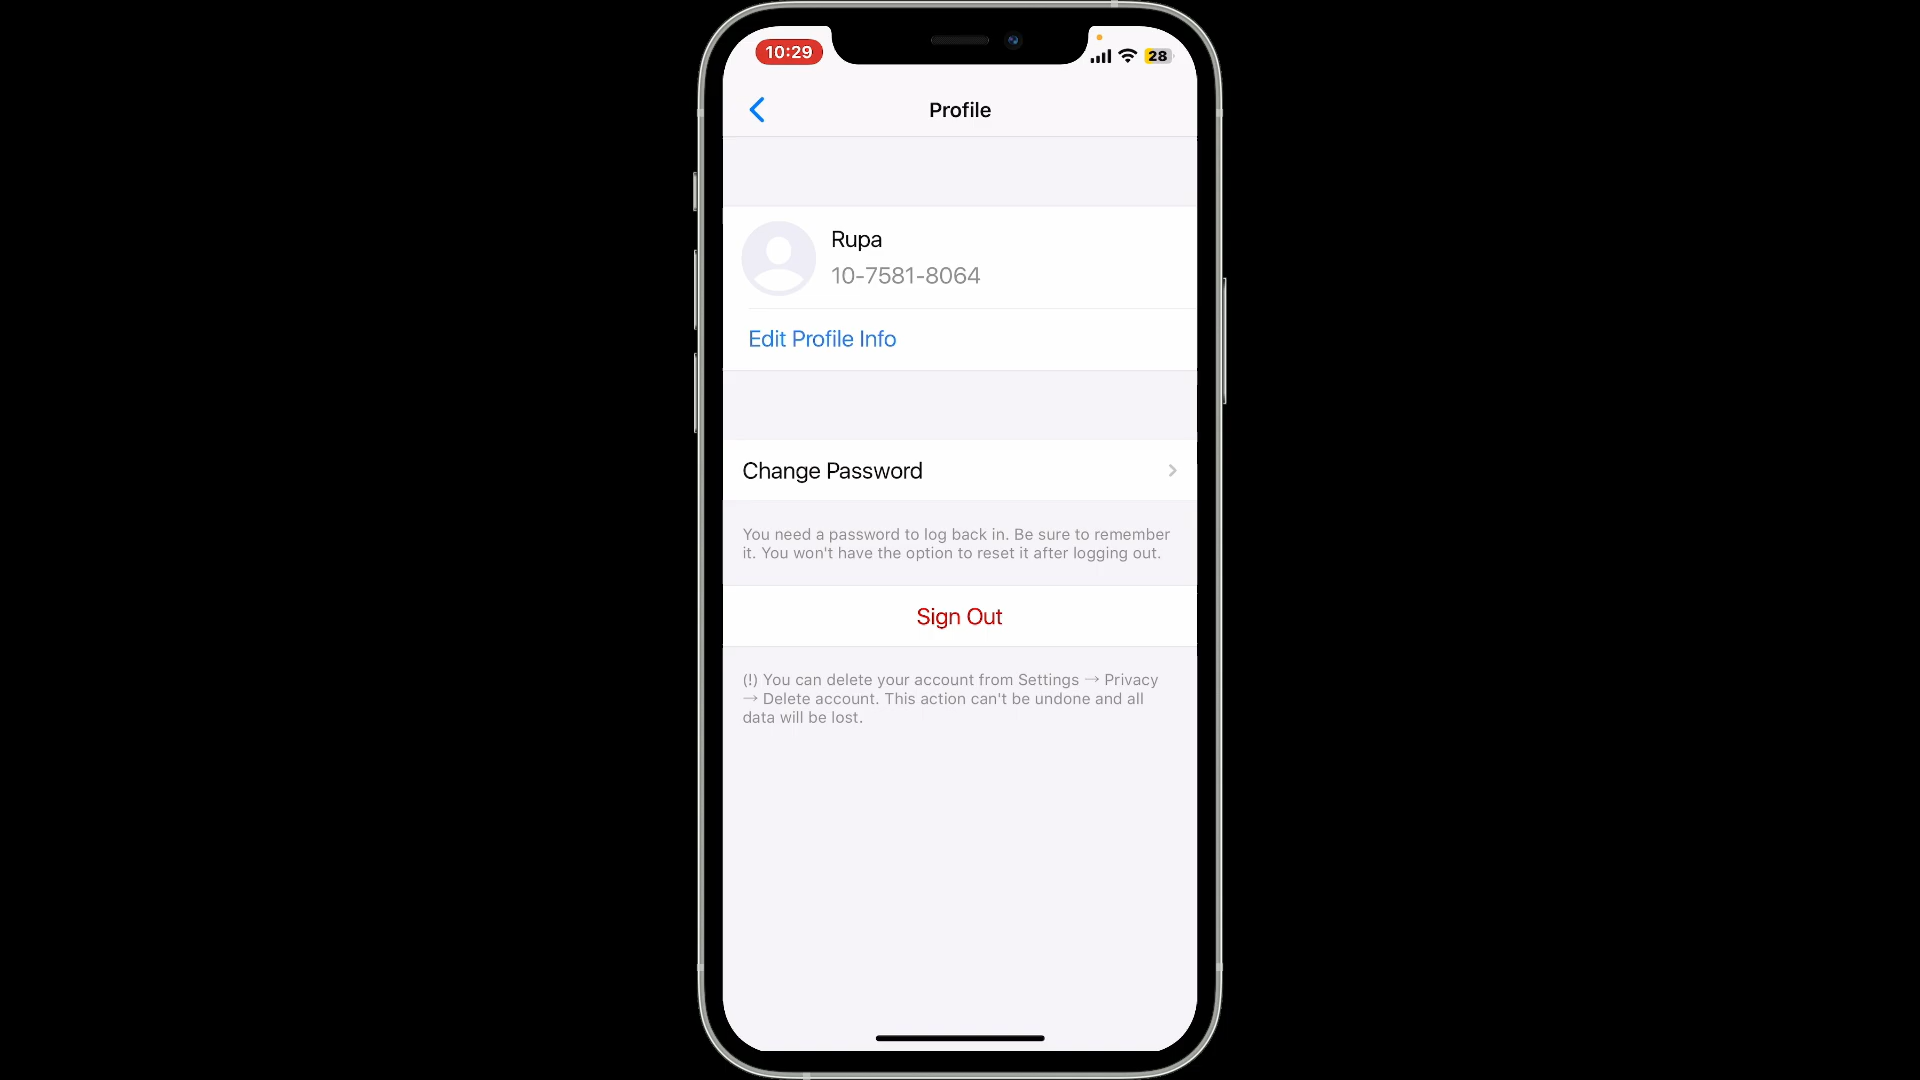 10:29
28
Profile
Rupa
10-7581-8064
Edit Profile Info
Change Password
You need a password to log back in. Be sure to remember
it. You won't have the option to reset it after logging out.
Sign Out
(!) You can delete your account from Settings → Privacy
→ Delete account. This action can't be undone and all
data will be lost.